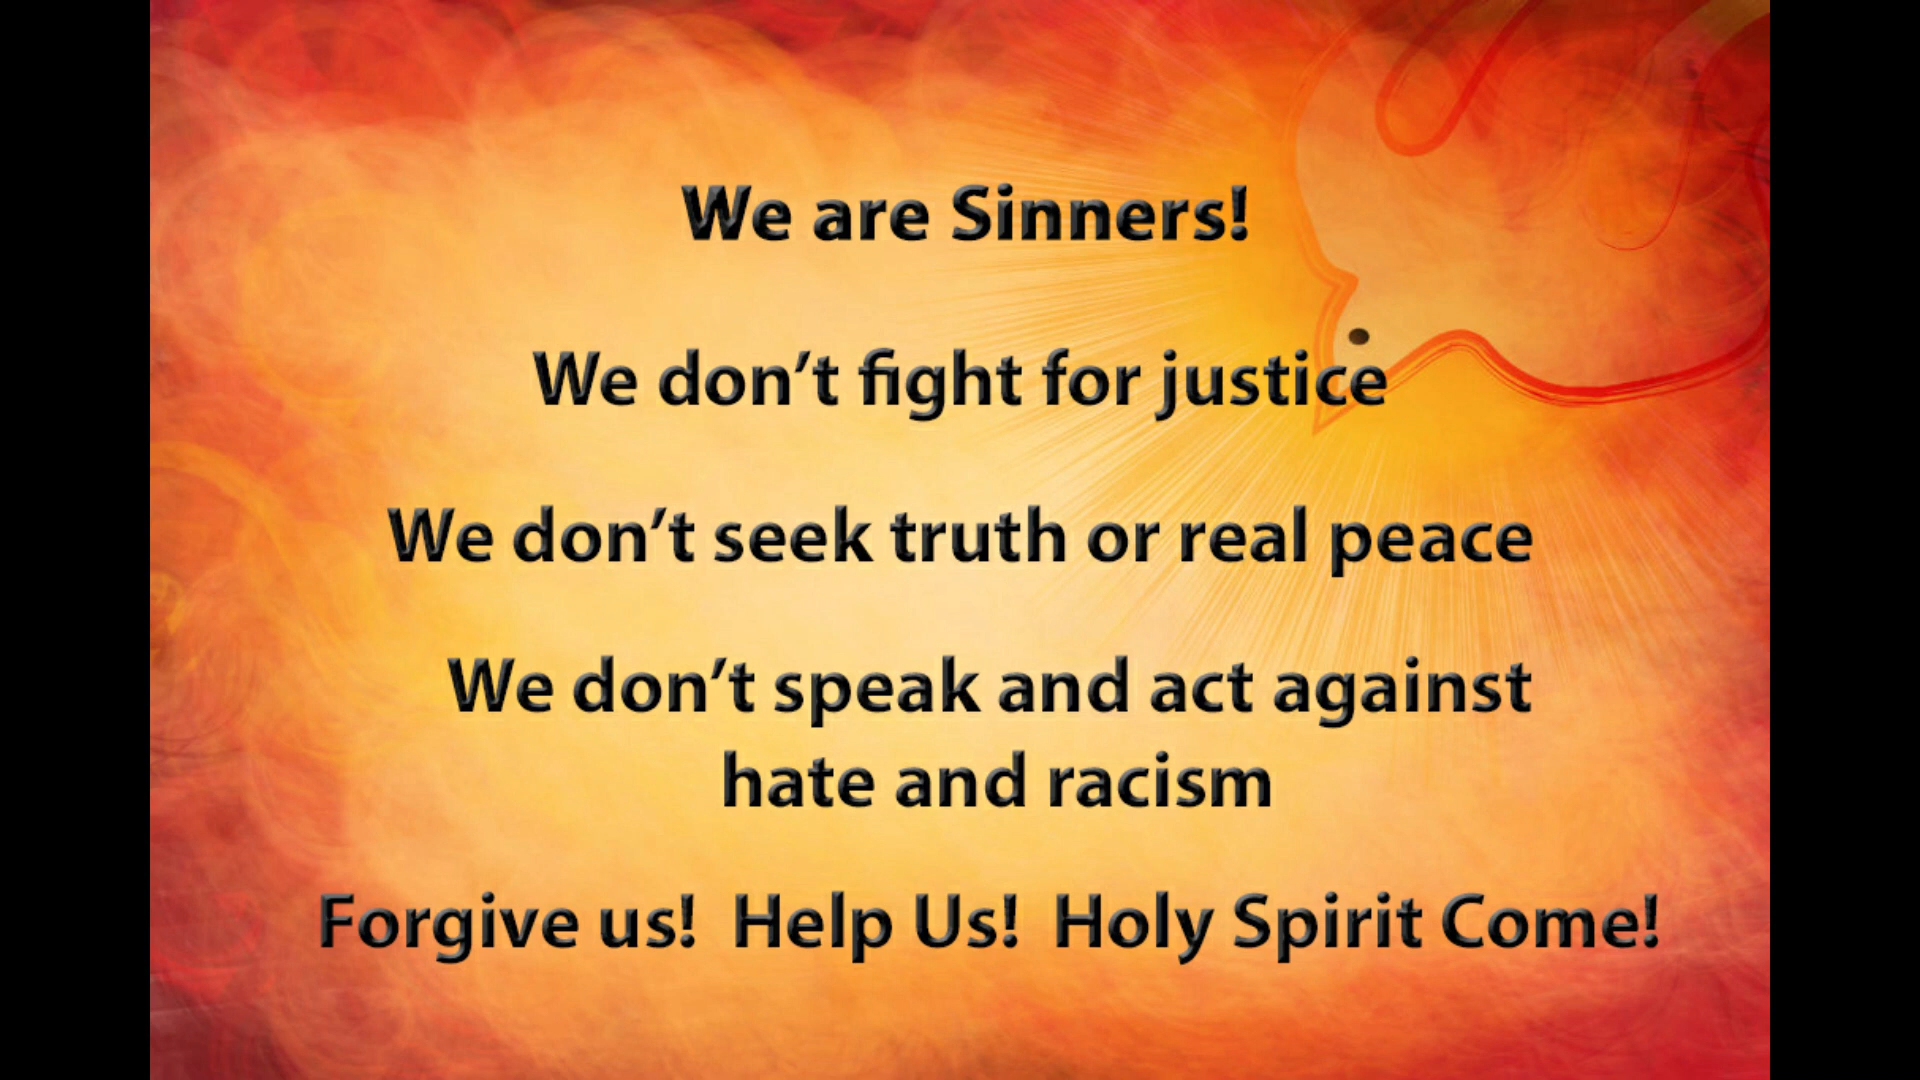 We are Sinners!
We don’t fight for justice
We don’t seek truth or real peace
We don’t speak and act against
hate and racism
Forgive us!  Help Us!  Holy Spirit Come!